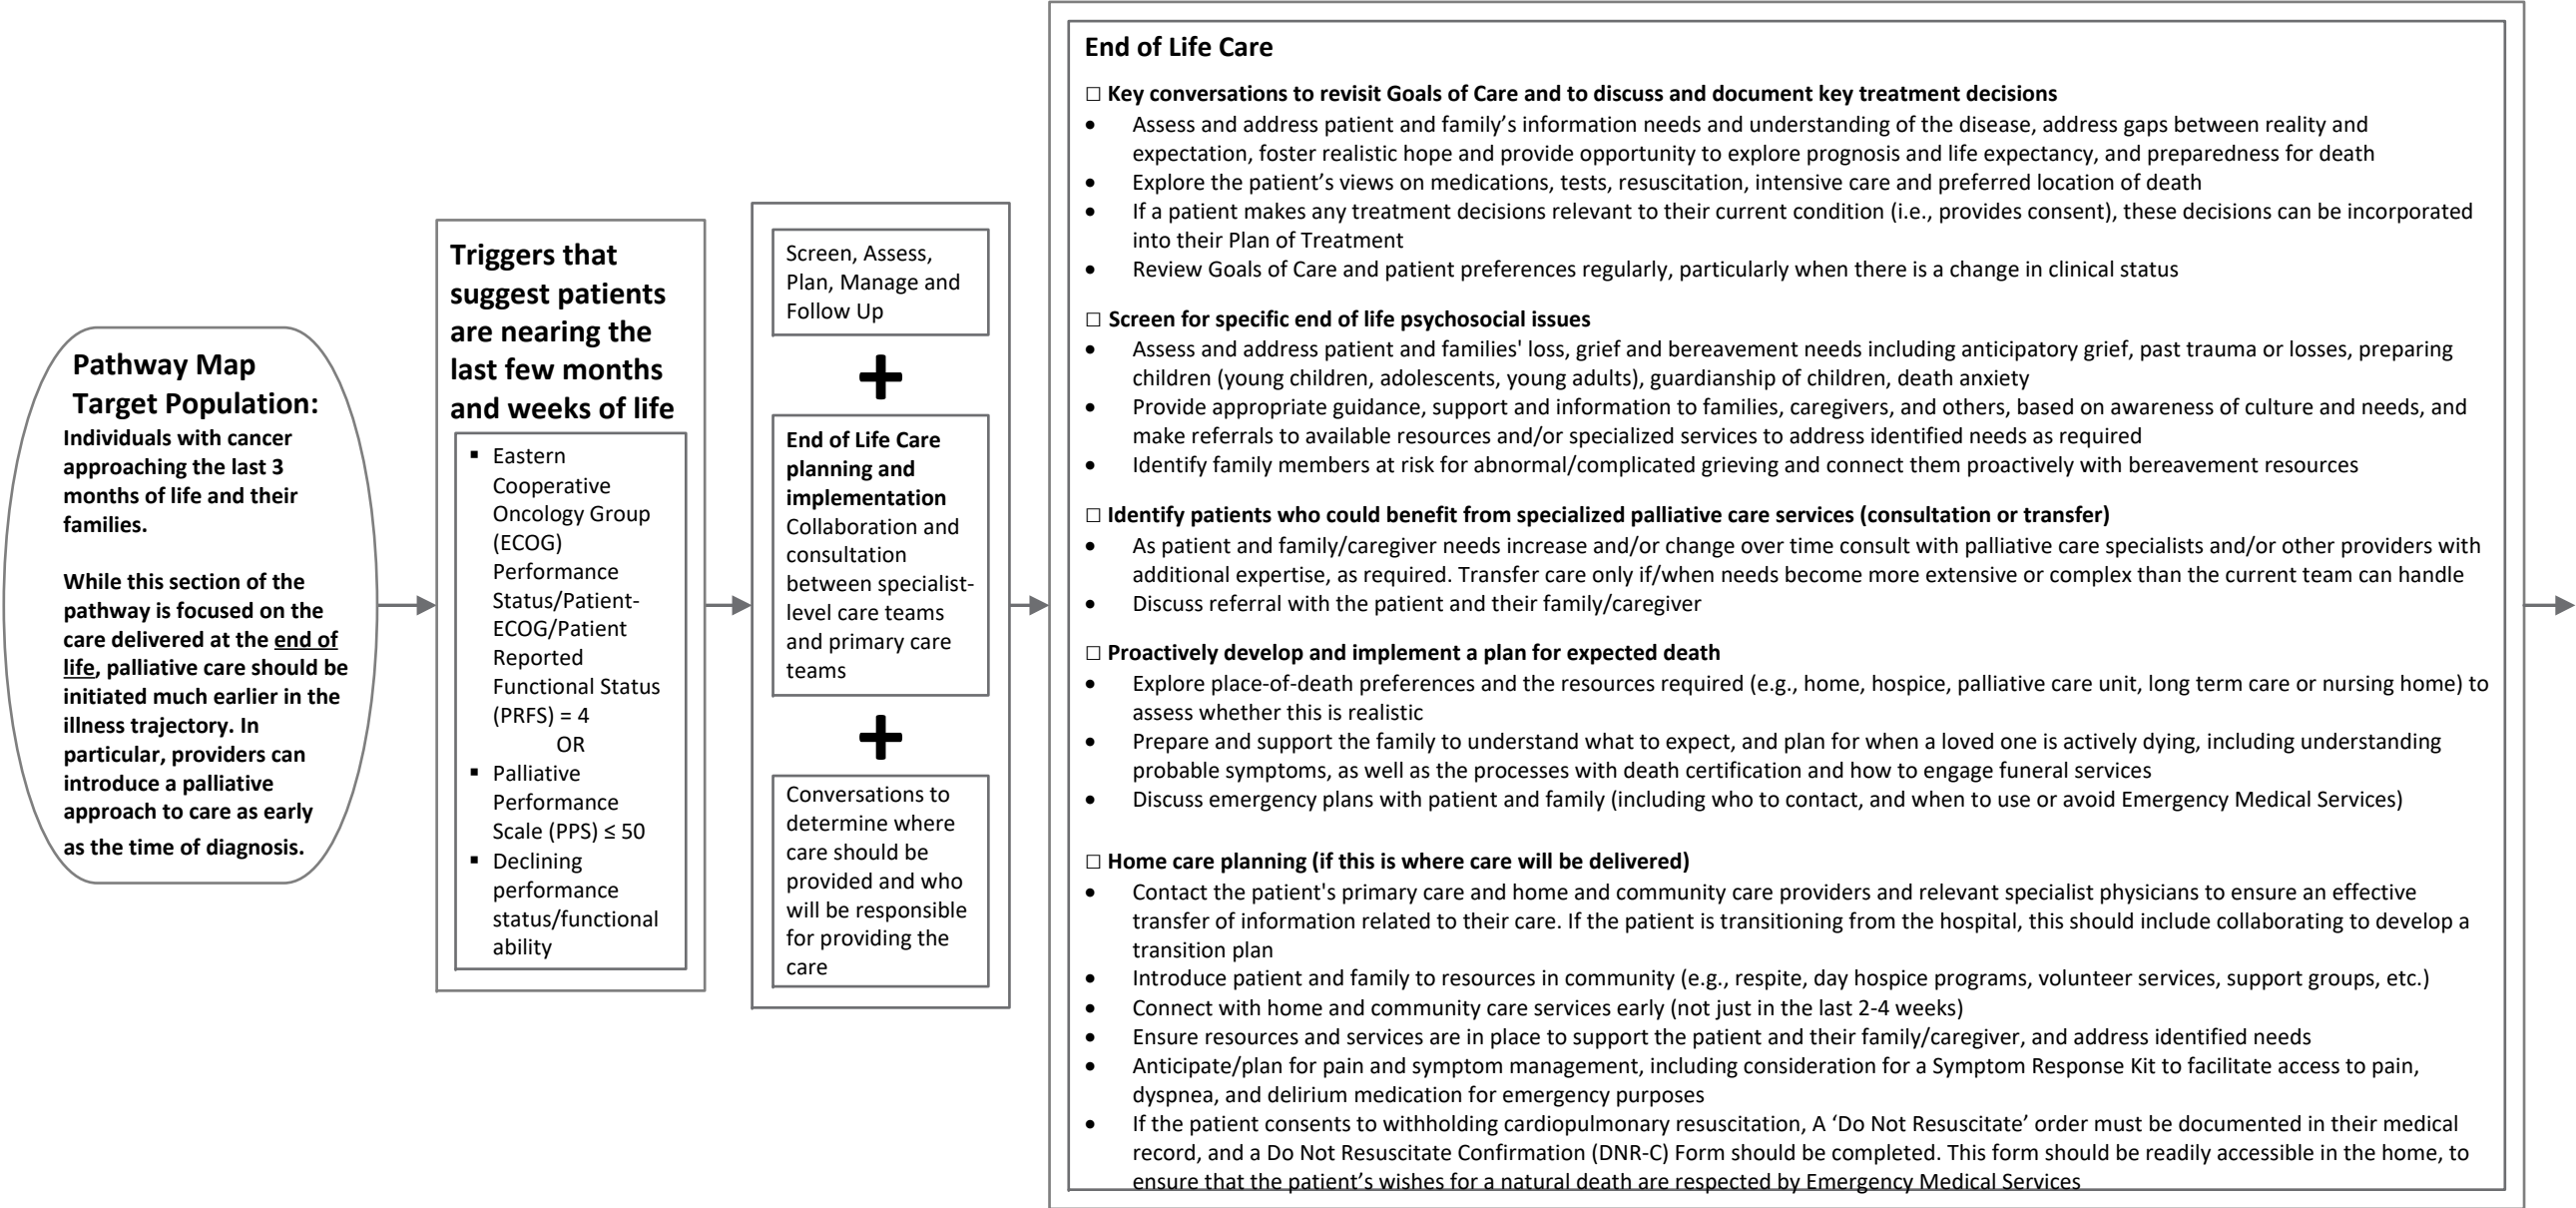 Pathway Map
Target Population:
Individuals with cancer
approaching the last 3
months of life and their
families.
While this section of the
pathway is focused on the
care delivered at the end of
life, palliative care should be
initiated much earlier in the
illness trajectory. In
particular, providers can
introduce a palliative
approach to care as early
as the time of diagnosis.
Triggers that
suggest patients
are nearing the
last few months
and weeks of life
▪ Eastern
Cooperative
Oncology Group
(ECOG)
Performance
Status/Patient-
ECOG/Patient
Reported
Functional Status
(PRFS) = 4
OR
▪ Palliative
Performance
Scale (PPS) ≤ 50
▪ Declining
performance
status/functional
ability
Screen, Assess,
Plan, Manage and
Follow Up
+
End of Life Care
planning and
implementation
Collaboration and
consultation
between specialist-
level care teams
and primary care
teams
+
Conversations to
determine where
care should be
provided and who
will be responsible
for providing the
care
End of Life Care
□ Key conversations to revisit Goals of Care and to discuss and document key treatment decisions
• Assess and address patient and family’s information needs and understanding of the disease, address gaps between reality and
expectation, foster realistic hope and provide opportunity to explore prognosis and life expectancy, and preparedness for death
• Explore the patient’s views on medications, tests, resuscitation, intensive care and preferred location of death
• If a patient makes any treatment decisions relevant to their current condition (i.e., provides consent), these decisions can be incorporated
into their Plan of Treatment
• Review Goals of Care and patient preferences regularly, particularly when there is a change in clinical status
□ Screen for specific end of life psychosocial issues
• Assess and address patient and families' loss, grief and bereavement needs including anticipatory grief, past trauma or losses, preparing
children (young children, adolescents, young adults), guardianship of children, death anxiety
• Provide appropriate guidance, support and information to families, caregivers, and others, based on awareness of culture and needs, and
make referrals to available resources and/or specialized services to address identified needs as required
• Identify family members at risk for abnormal/complicated grieving and connect them proactively with bereavement resources
□ Identify patients who could benefit from specialized palliative care services (consultation or transfer)
• As patient and family/caregiver needs increase and/or change over time consult with palliative care specialists and/or other providers with
additional expertise, as required. Transfer care only if/when needs become more extensive or complex than the current team can handle
• Discuss referral with the patient and their family/caregiver
□ Proactively develop and implement a plan for expected death
• Explore place-of-death preferences and the resources required (e.g., home, hospice, palliative care unit, long term care or nursing home) to
assess whether this is realistic
• Prepare and support the family to understand what to expect, and plan for when a loved one is actively dying, including understanding
probable symptoms, as well as the processes with death certification and how to engage funeral services
• Discuss emergency plans with patient and family (including who to contact, and when to use or avoid Emergency Medical Services)
□ Home care planning (if this is where care will be delivered)
• Contact the patient's primary care and home and community care providers and relevant specialist physicians to ensure an effective
transfer of information related to their care. If the patient is transitioning from the hospital, this should include collaborating to develop a
transition plan
• Introduce patient and family to resources in community (e.g., respite, day hospice programs, volunteer services, support groups, etc.)
• Connect with home and community care services early (not just in the last 2-4 weeks)
• Ensure resources and services are in place to support the patient and their family/caregiver, and address identified needs
• Anticipate/plan for pain and symptom management, including consideration for a Symptom Response Kit to facilitate access to pain,
dyspnea, and delirium medication for emergency purposes
• If the patient consents to withholding cardiopulmonary resuscitation, A ‘Do Not Resuscitate’ order must be documented in their medical
record, and a Do Not Resuscitate Confirmation (DNR-C) Form should be completed. This form should be readily accessible in the home, to
ensure that the patient’s wishes for a natural death are respected by Emergency Medical Services